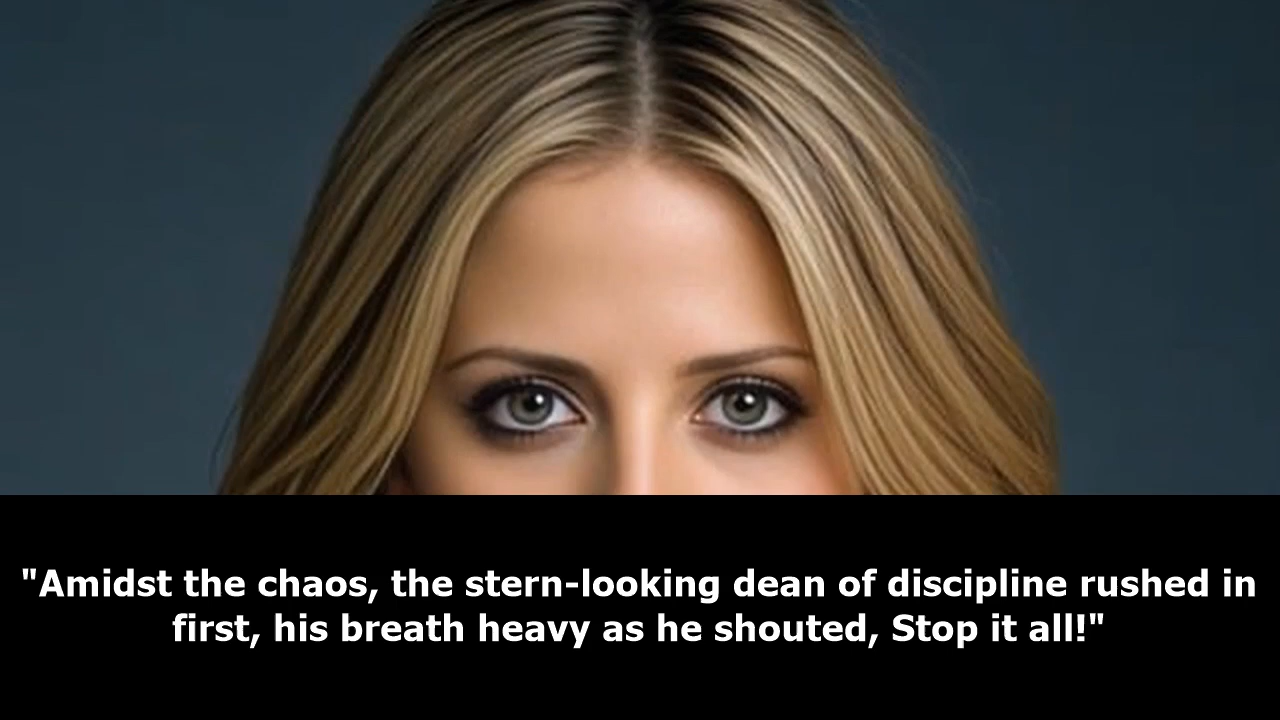 "Amidst the chaos, the stern-looking dean of discipline rushed in
first, his breath heavy as he shouted, Stop it all!"